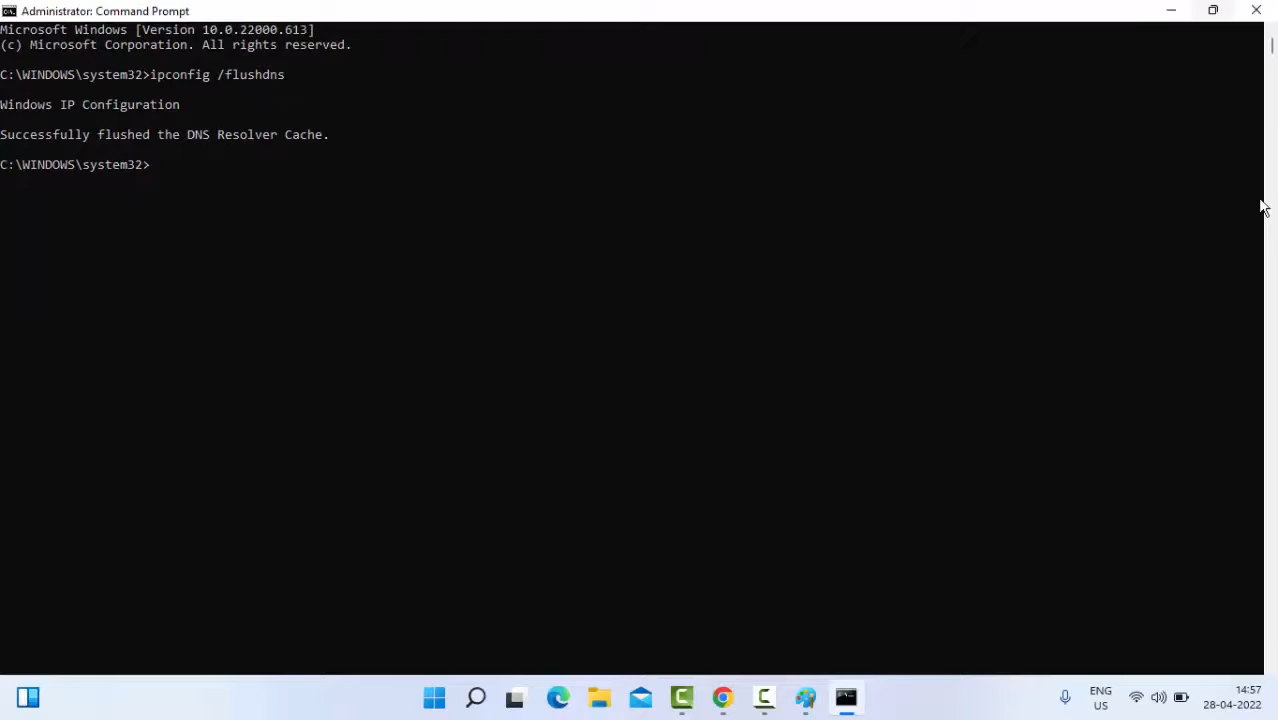 Administrator: Command Prompt
Microsoft Windows [Version 10.0.22000.613]
(c) Microsoft Corporation. All rights reserved.
C:\WINDOWS\system32>ipconfig /flushdns
Windows IP Configuration
Successfully flushed the DNS Resolver Cache.
C:\WINDOWS\system32>
ENG
US
14:57
28-04-2022